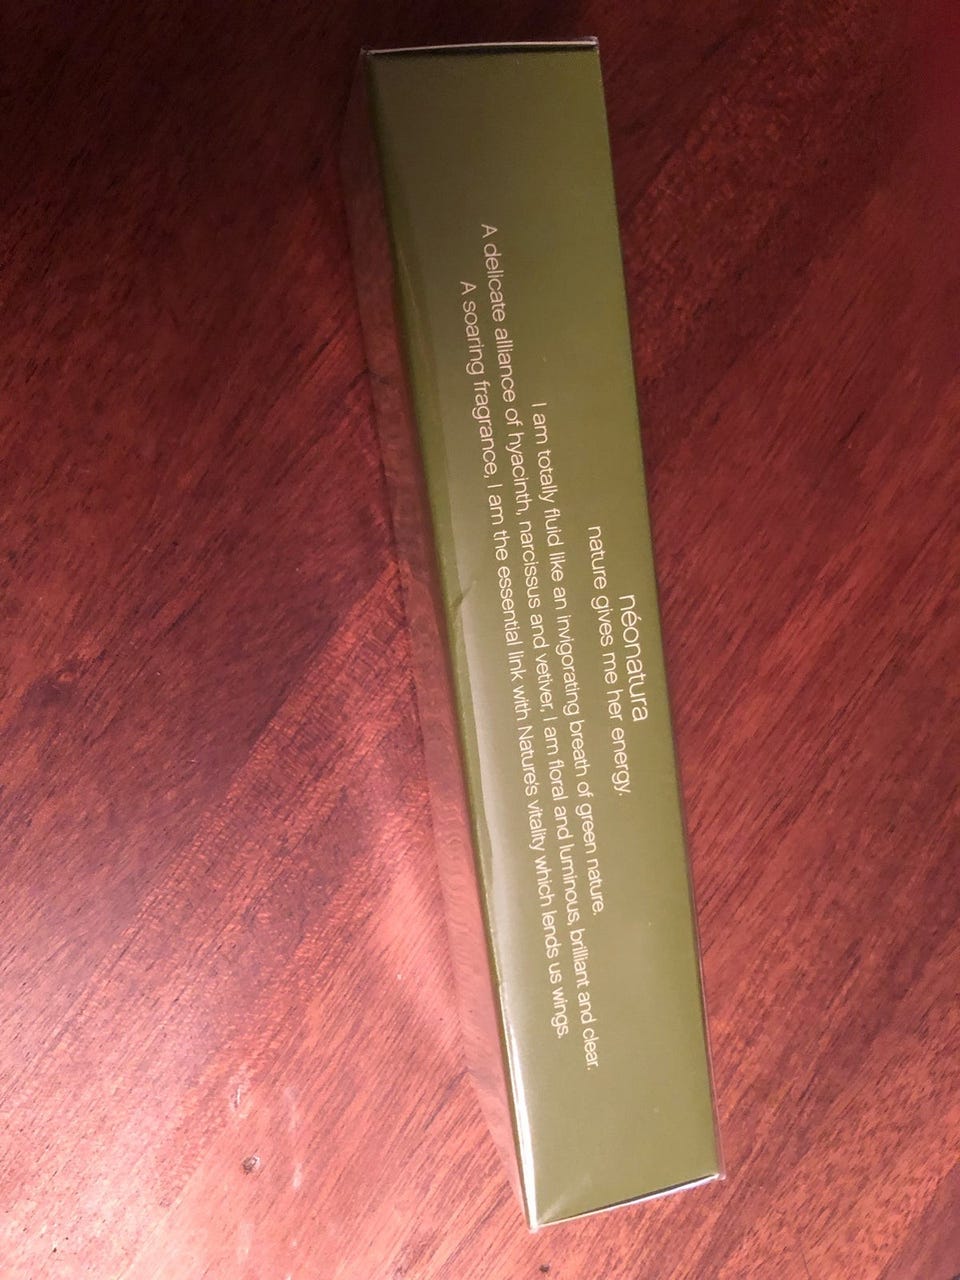 néonatura
nature gives me her energy.
I am totally fluid like an invigorating breath of green nature.
A delicate alliance of hyacinth, narcissus and vetiver, I am floral and luminous, brilliant and clear.
A soaring fragrance, I am the essential link with Nature's vitality which lends us wings.